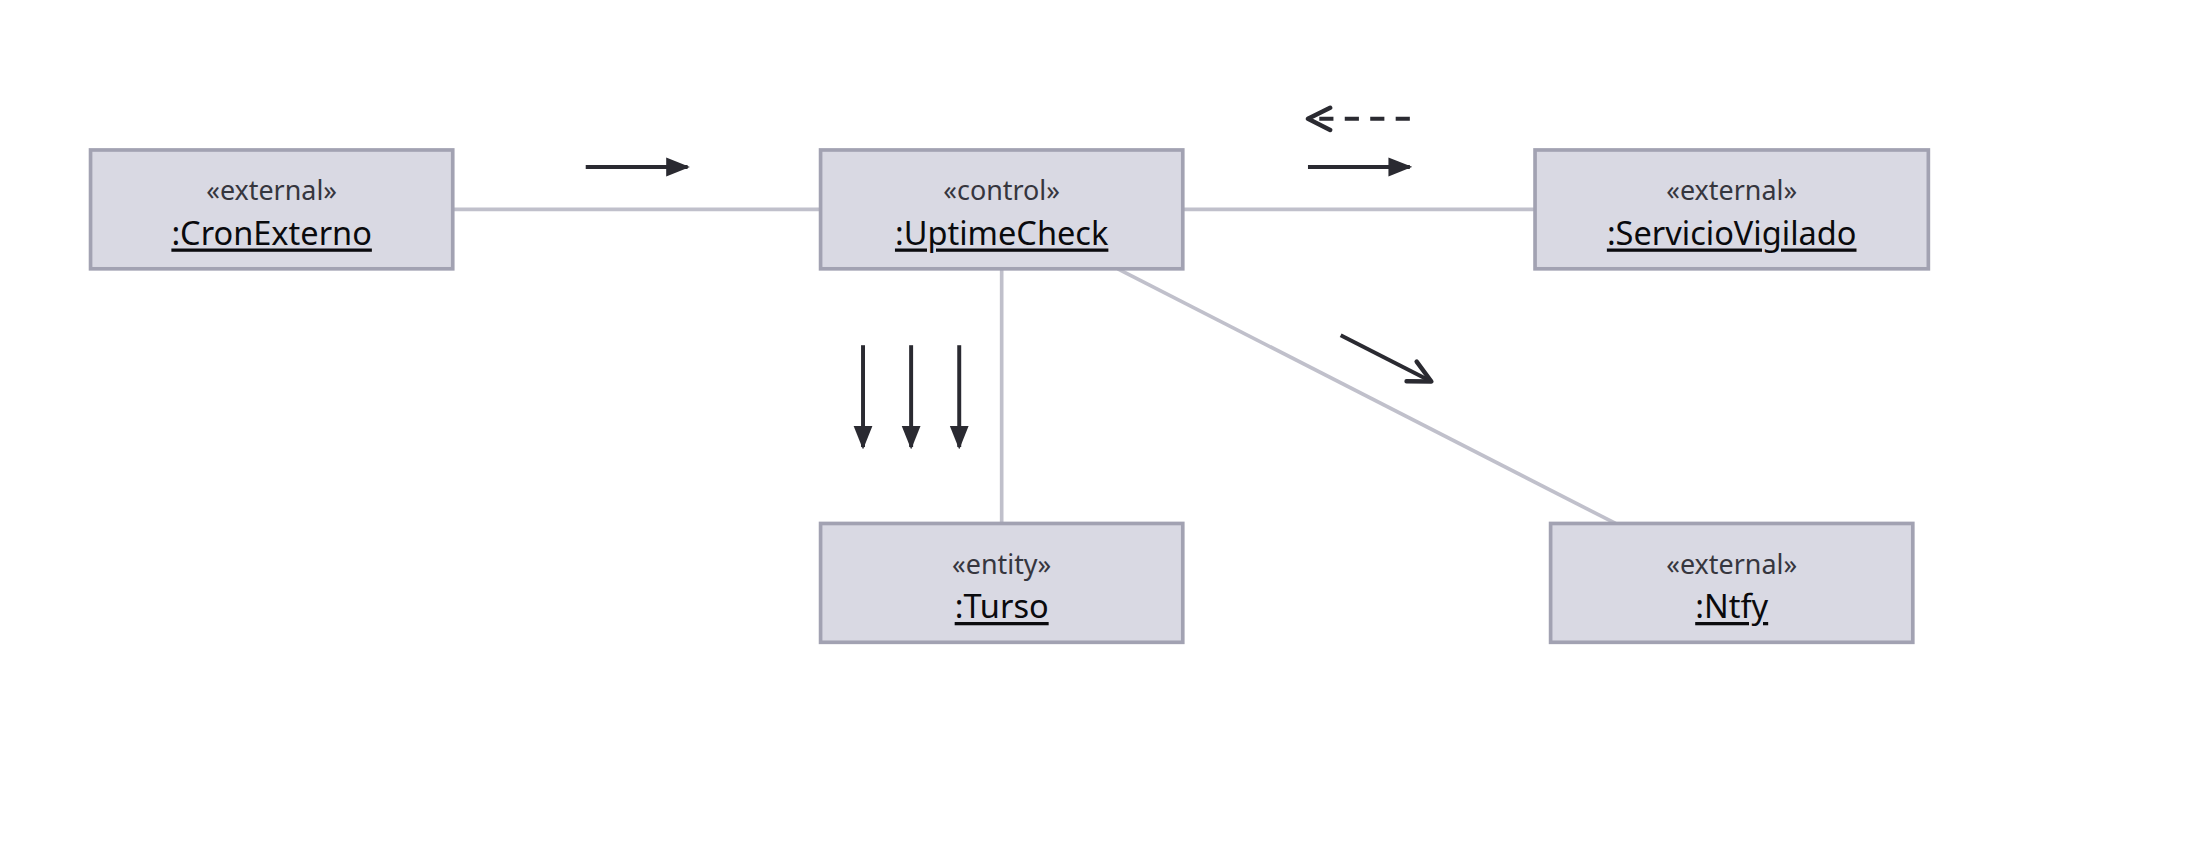 «external»
:CronExterno
«control»
:UptimeCheck
«external»
:ServicioVigilado
«entity»
:Turso
«external»
:Ntfy